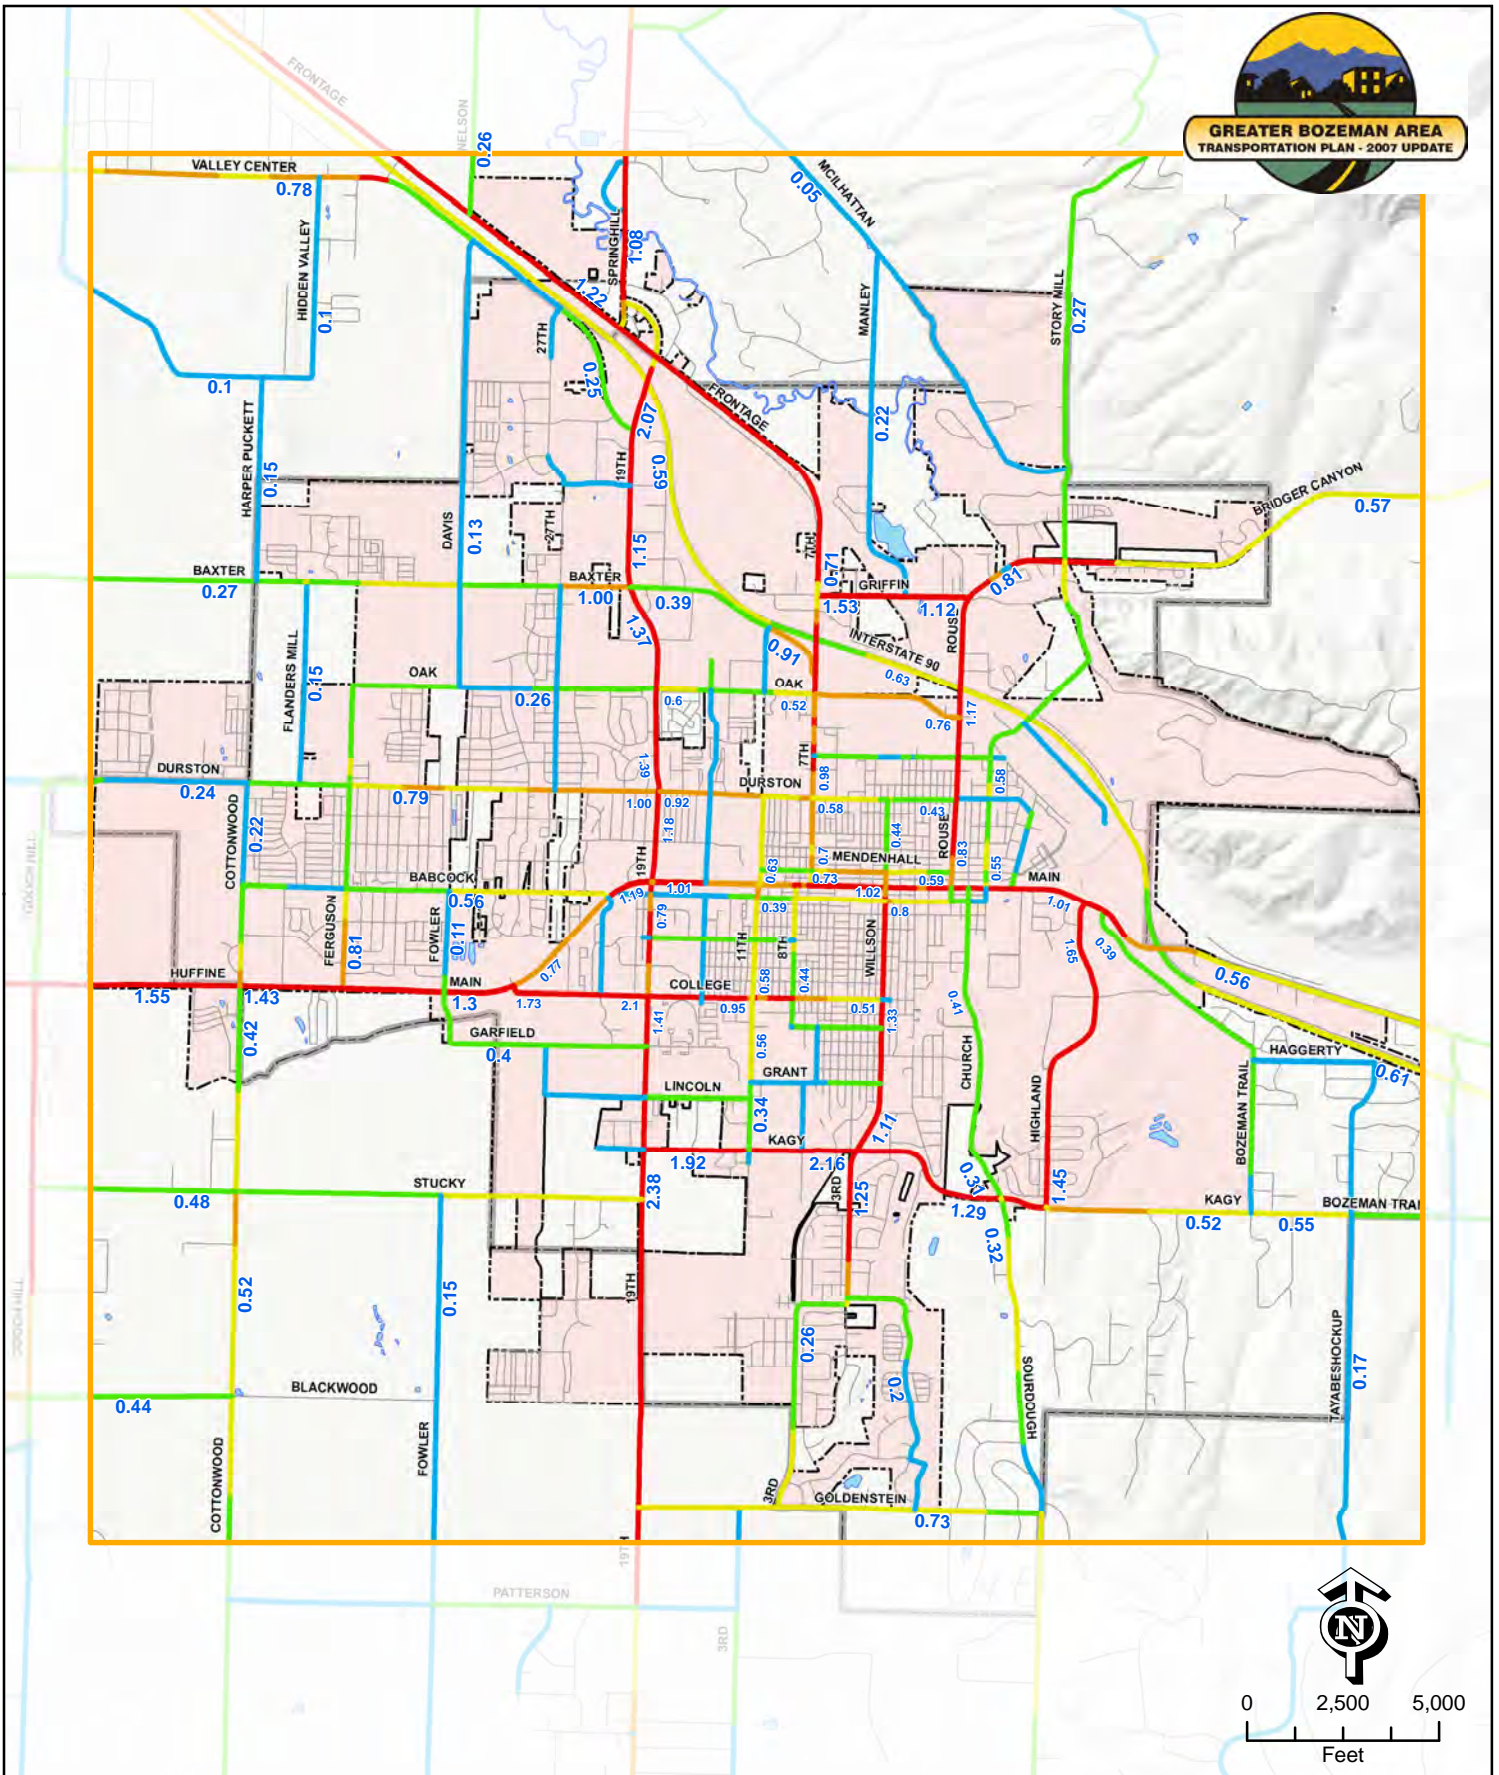 FRONTAGE
NELSON
0.26
GREATER BOZEMAN AREA
TRANSPORTATION PLAN - 2007 UPDATE
VALLEY CENTER
0.78
0.05
MCILHATTAN
HIDDEN VALLEY
0.1
SPRINGHILL
1.08
1.22
STORY MILL
0.27
MANLEY
27TH
0.1
0.25
FRONTAGE
2.07
0.22
HARPER PUCKETT
0.15
19TH
0.59
BRIDGER CANYON
0.57
DAVIS
0.13
27TH
1.15
7TH
0.71
BAXTER
0.27
BAXTER
1.00
0.39
GRIFFIN
1.53
1.12
0.81
1.37
ROUSE
INTERSTATE 90
0.63
FLANDERS MILL
0.15
OAK
0.26
0.91
OAK
0.6
0.52
0.76
1.17
DURSTON
0.24
0.79
1.39
7TH
0.98
DURSTON
0.58
1.00
0.92
0.58
0.43
COTTONWOOD
0.22
1.18
0.44
ROUSE
0.83
MENDENHALL
0.7
0.63
0.73
0.59
0.55
MAIN
19TH
BABCOCK
0.56
1.19
1.01
1.02
1.01
0.39
0.8
FERGUSON
0.81
FOWLER
0.11
0.79
11TH
8TH
WILLSON
1.65
0.39
HUFFINE
1.55
1.43
MAIN
1.3
0.77
1.73
COLLEGE
2.1
0.95
0.58
0.44
0.51
1.33
0.41
0.56
0.42
GARFIELD
0.4
1.41
0.56
CHURCH
HAGGERTY
0.61
LINCOLN
GRANT
0.34
HIGHLAND
BOZEMAN TRAIL
KAGY
1.11
1.92
2.16
0.31
1.45
STUCKY
0.48
2.38
3RD
1.25
1.29
KAGY
0.52
0.55
BOZEMAN TRAI
0.32
0.52
0.15
19TH
0.26
0.2
SOURDOUGH
TAYABESHOCKUP
0.17
BLACKWOOD
0.44
COTTONWOOD
FOWLER
3RD
GOLDENSTEIN
0.73
19TH
PATTERSON
3RD
N
0 2,500 5,000
Feet